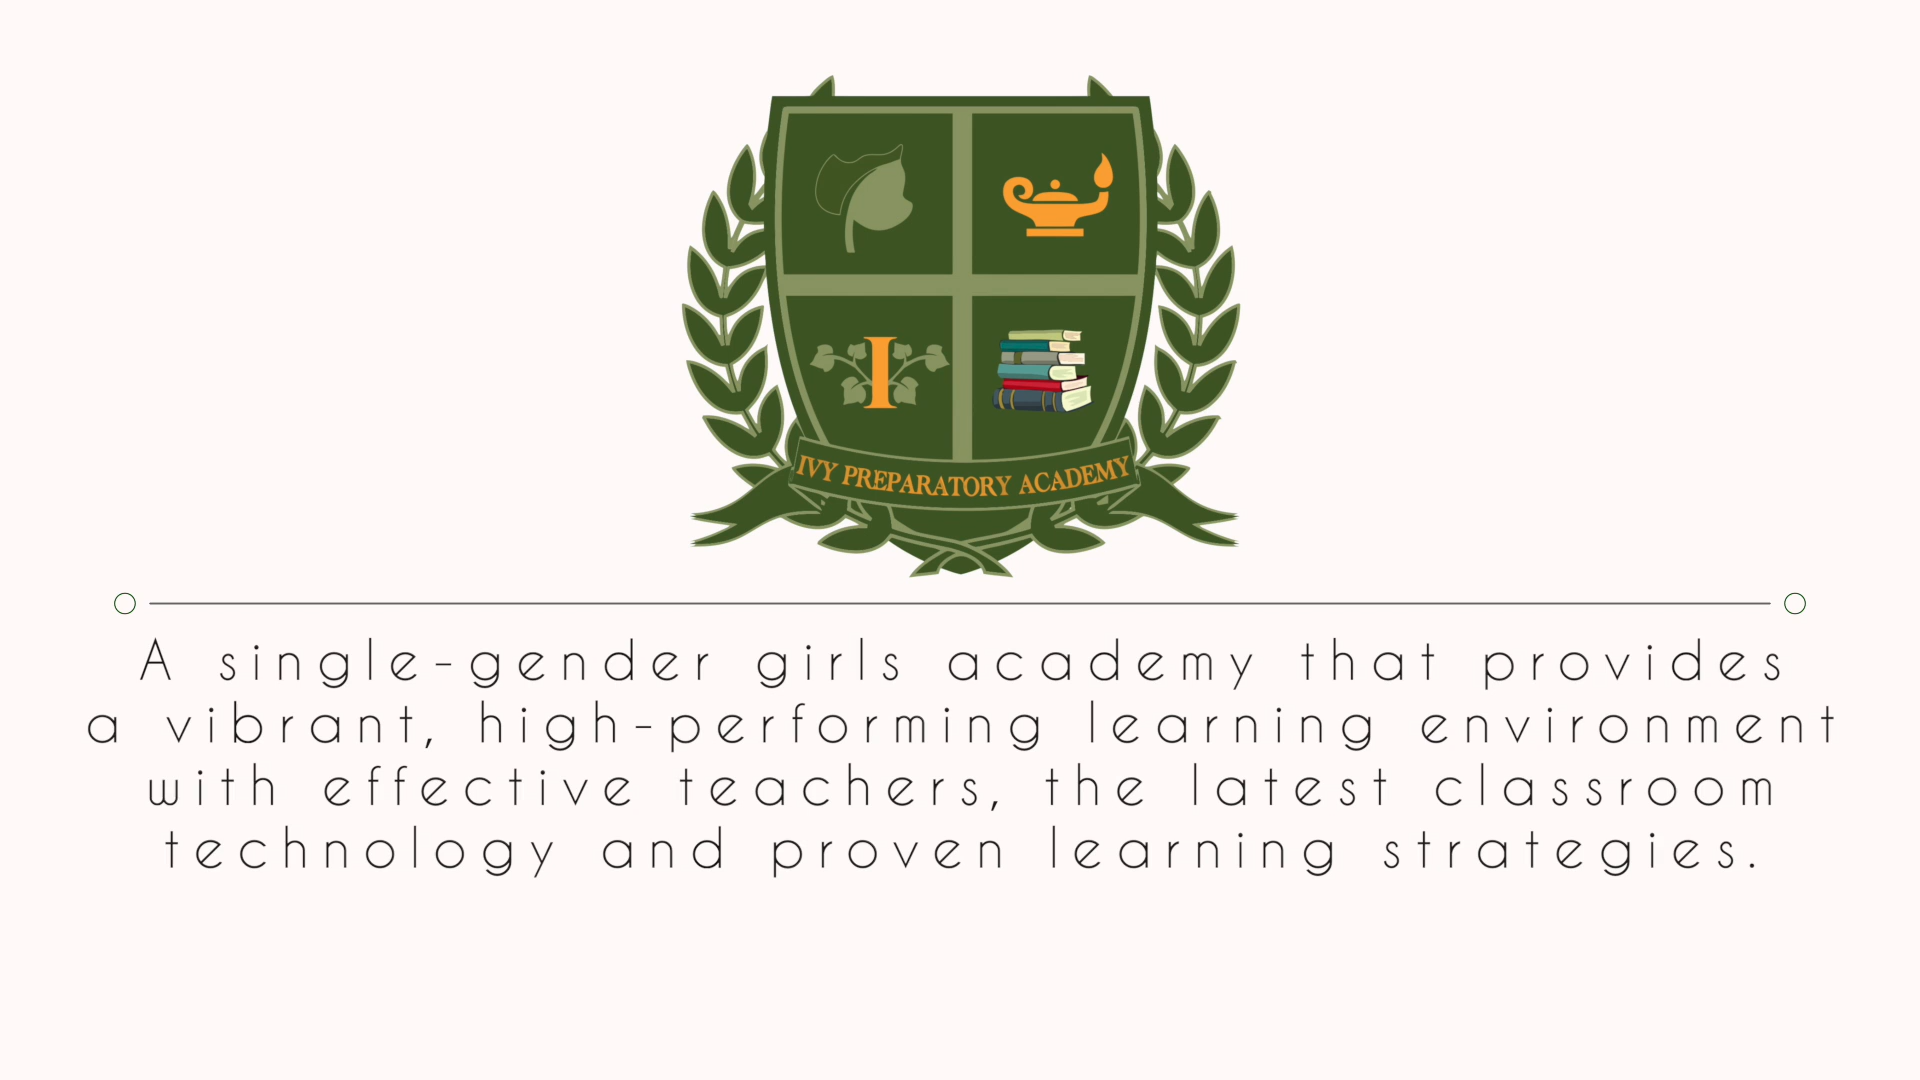 I
IVY PREPARATORY ACADEMY
A single-gender girls academy that provides
a vibrant, high-performing learning environment
with effective teachers, the latest classroom
technology and proven learning strategies.